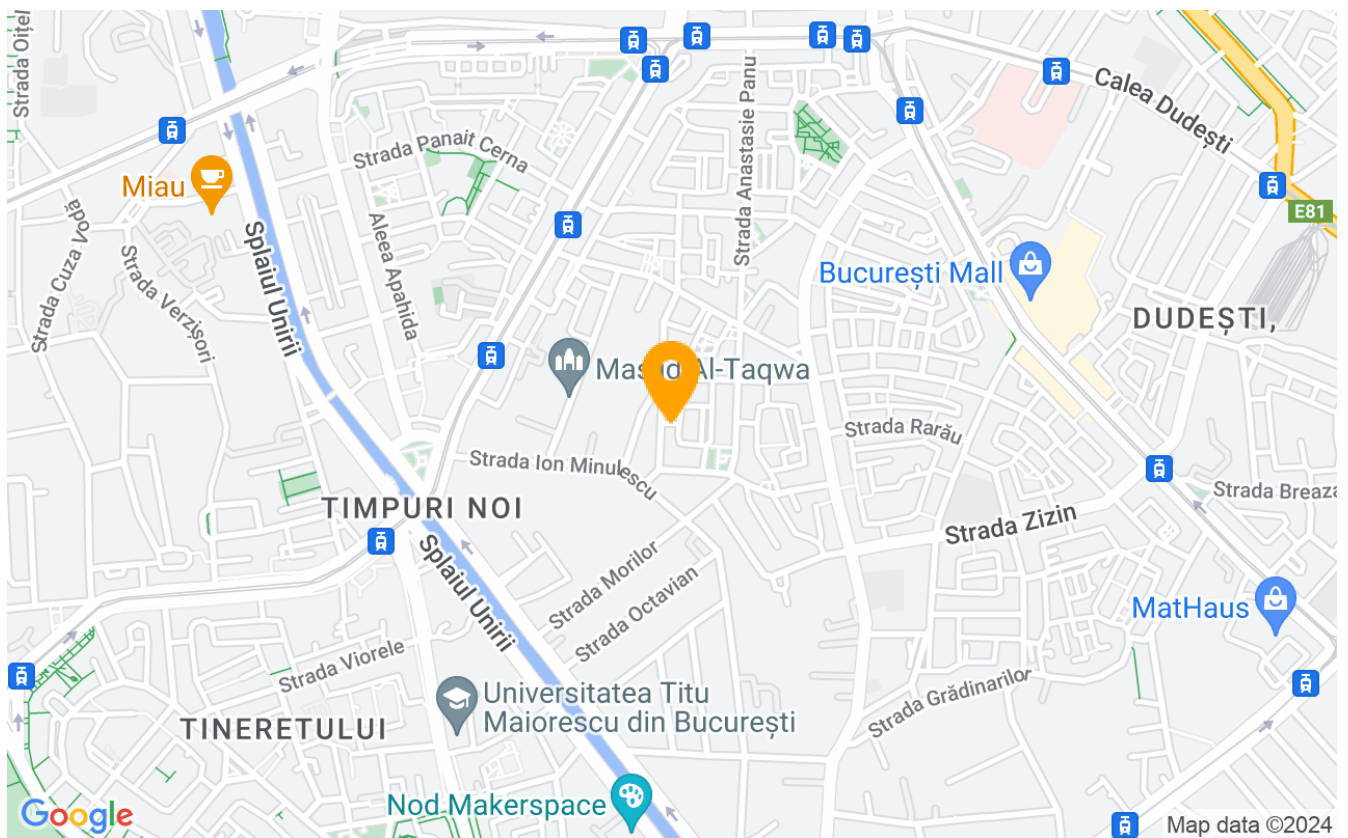 Strada Oiței
Calea Dudești
Strada Anastasie Panu
Strada Panait Cerna
Miau
E81
Strada Cuza Vodă
Aleea Apahida
Splaiul Unirii
Strada Verzișori
București Mall
DUDEȘTI,
Al-Taqwa
Strada Rarău
Strada Ion Minulescu
Strada Breaza
TIMPURI NOI
Strada Zizin
Splaiul Unirii
Strada Morilor
Strada Octavian
MatHaus
Strada Viorele
Strada Grădinarilor
Universitatea Titu
Maiorescu din București
TINERETULUI
Nod Makerspace
Google
Map data ©2024